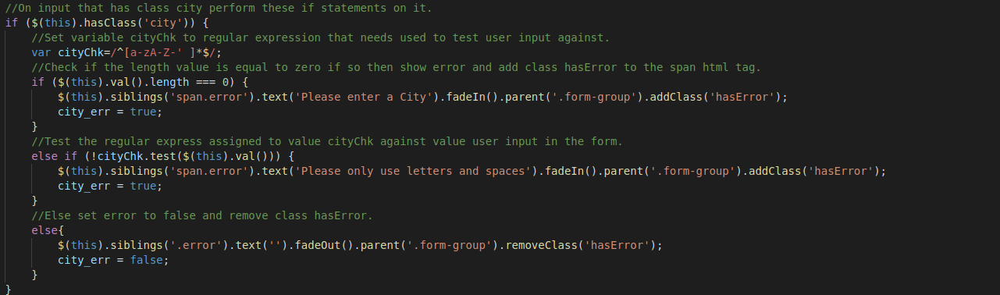 //On input that has class city perform these if statements on it.
if ($(this).hasClass('city')) {
    //Set variable cityChk to regular expression that needs used to test user input against.
    var cityChk=/^[a-zA-Z-' ]*$/;
    //Check if the length value is equal to zero if so then show error and add class hasError to the span html tag.
    if ($(this).val().length === 0) {
        $(this).siblings('span.error').text('Please enter a City').fadeIn().parent('.form-group').addClass('hasError');
        city_err = true;
    }
    //Test the regular express assigned to value cityChk against value user input in the form.
    else if (!cityChk.test($(this).val())) {
        $(this).siblings('span.error').text('Please only use letters and spaces').fadeIn().parent('.form-group').addClass('hasError');
        city_err = true;
    }
    //Else set error to false and remove class hasError.
    else{
        $(this).siblings('.error').text('').fadeOut().parent('.form-group').removeClass('hasError');
        city_err = false;
    }
}